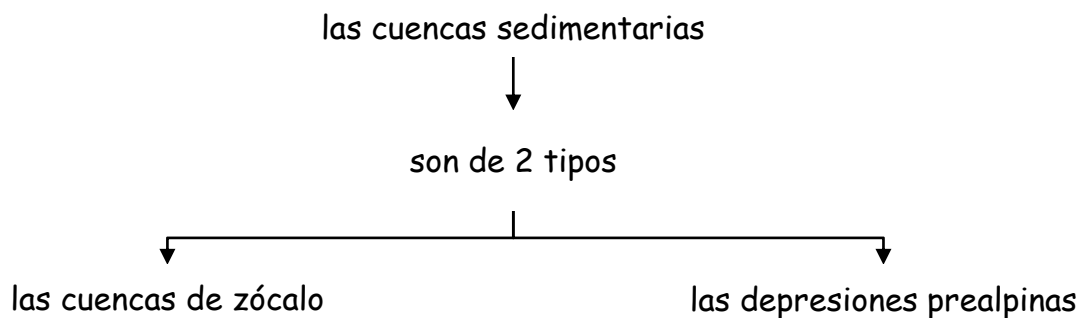 las cuencas sedimentarias
son de 2 tipos
las cuencas de zócalo
las depresiones prealpinas